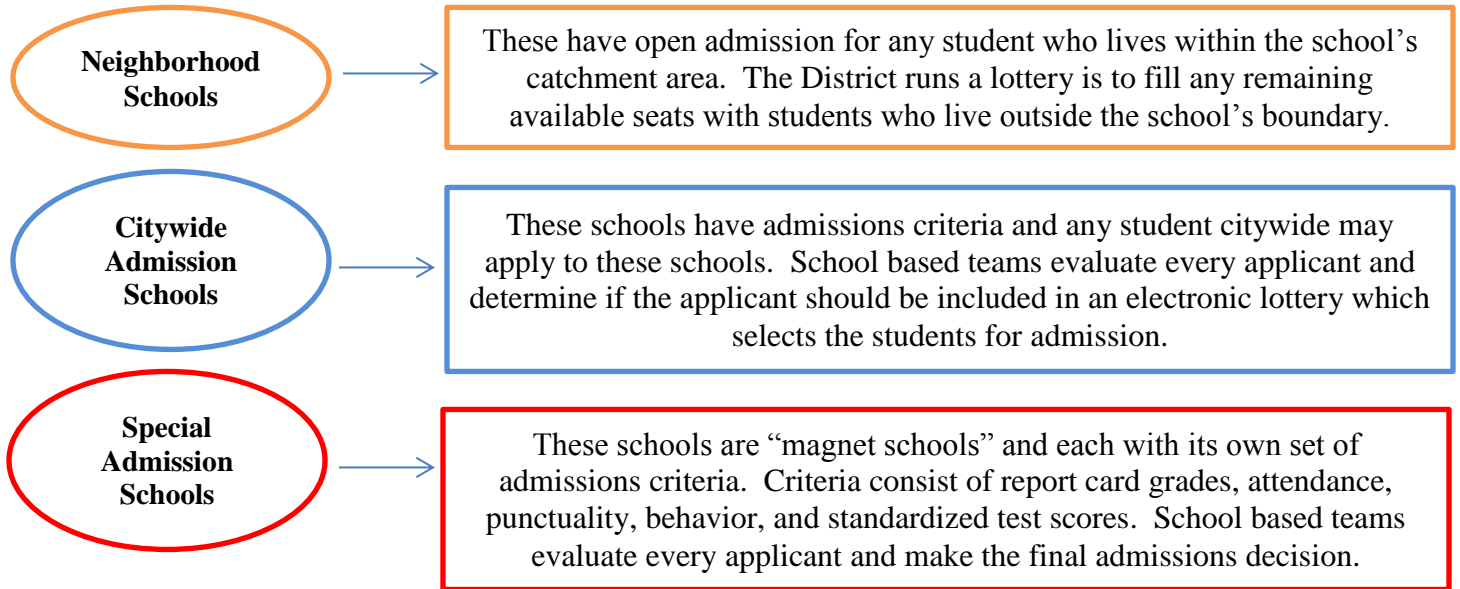 Neighborhood
Schools
These have open admission for any student who lives within the school’s
catchment area.  The District runs a lottery is to fill any remaining
available seats with students who live outside the school’s boundary.
Citywide
Admission
Schools
These schools have admissions criteria and any student citywide may
apply to these schools.  School based teams evaluate every applicant and
determine if the applicant should be included in an electronic lottery which
selects the students for admission.
Special
Admission
Schools
These schools are “magnet schools” and each with its own set of
admissions criteria.  Criteria consist of report card grades, attendance,
punctuality, behavior, and standardized test scores.  School based teams
evaluate every applicant and make the final admissions decision.